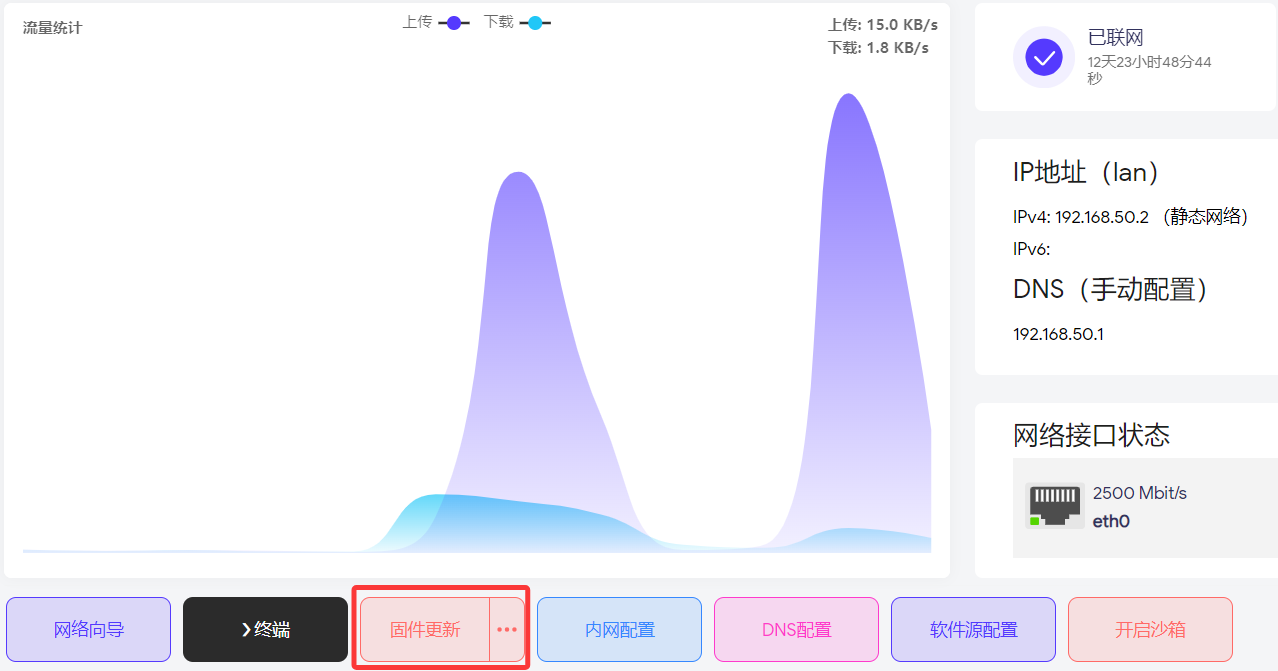 流量统计
上传
下载
上传: 15.0 KB/s
下载: 1.8 KB/s
已联网
12天23小时48分44
秒
IP地址（lan）
IPv4: 192.168.50.2 （静态网络）
IPv6:
DNS（手动配置）
192.168.50.1
网络接口状态
2500 Mbit/s
eth0
网络向导
❯终端
固件更新
•••
内网配置
DNS配置
软件源配置
开启沙箱